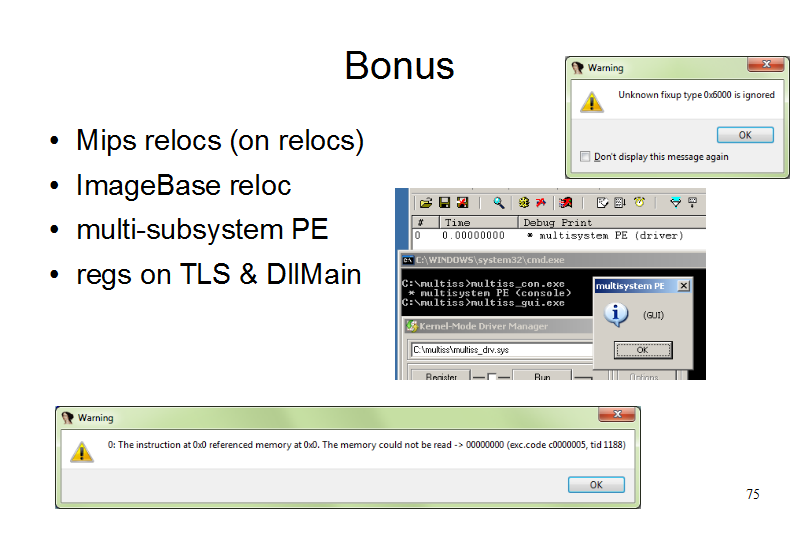 Bonus
Warning
Unknown fixup type 0x6000 is ignored
OK
Don't display this message again
• Mips relocs (on relocs)
• ImageBase reloc
• multi-subsystem PE
• regs on TLS & DllMain
# Time Debug Print
0 0.00000000 * multisystem PE (driver)
C:\WINDOWS\system32\cmd.exe
C:\multiss>multiss_con.exe
* multisystem PE (console)
C:\multiss>multiss_gui.exe
multisystem PE
(GUI)
OK
Kernel-Mode Driver Manager
C:\multiss\multiss_drv.sys
Register Run Options
Warning
0: The instruction at 0x0 referenced memory at 0x0. The memory could not be read -> 00000000 (exc.code c0000005, tid 1188)
OK
75